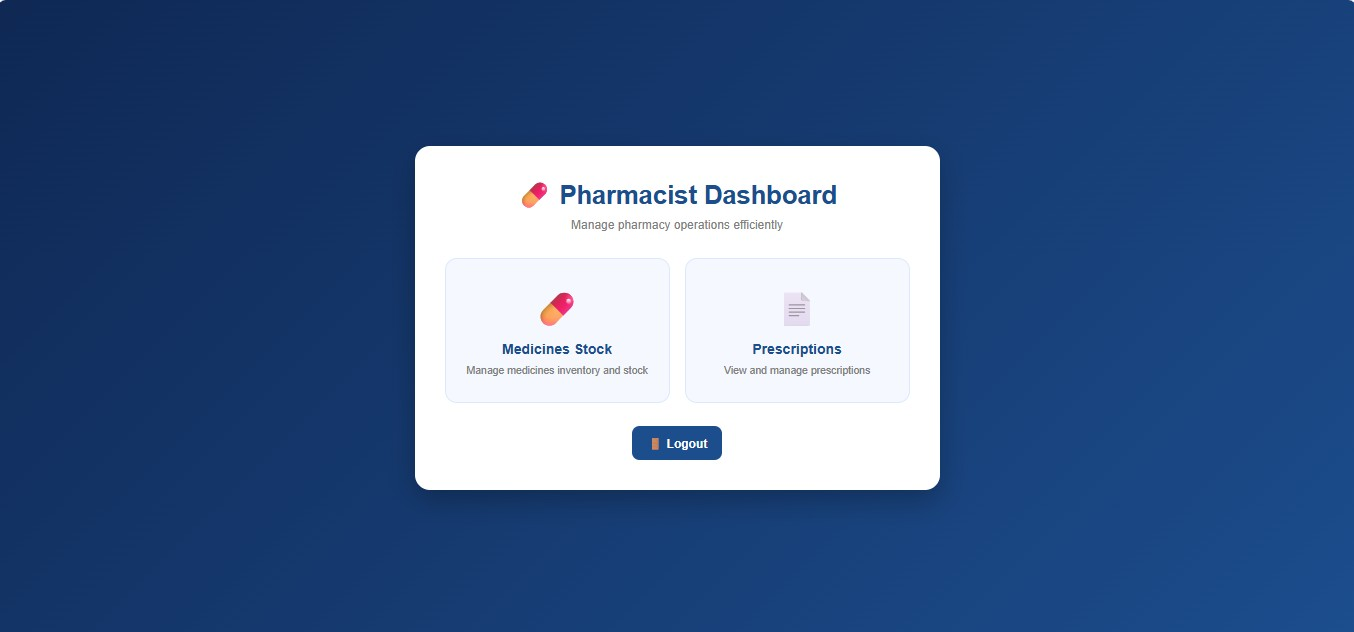 Pharmacist Dashboard
Manage pharmacy operations efficiently
Medicines Stock
Manage medicines inventory and stock
Prescriptions
View and manage prescriptions
Logout